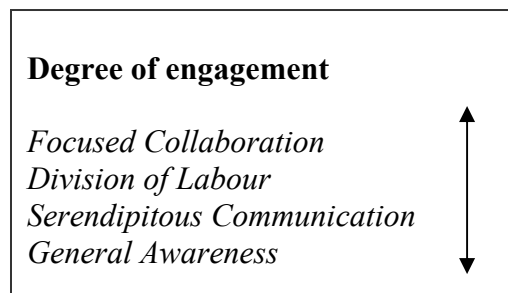 Degree of engagement
Focused Collaboration
Division of Labour
Serendipitous Communication
General Awareness